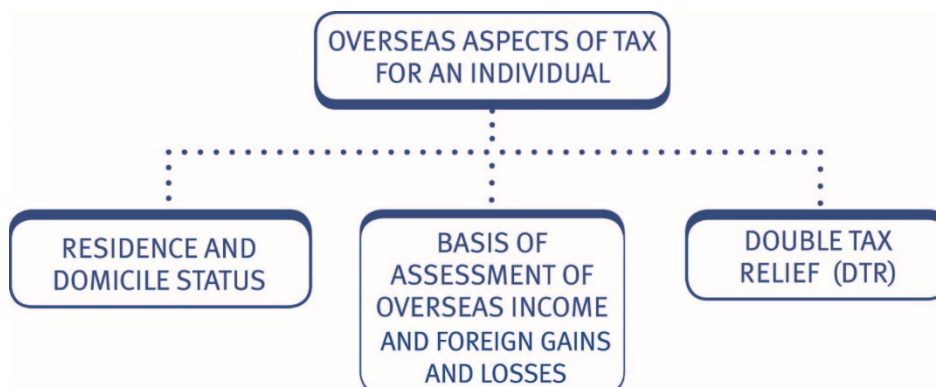 OVERSEAS ASPECTS OF TAX
FOR AN INDIVIDUAL
RESIDENCE AND
DOMICILE STATUS
BASIS OF
ASSESSMENT OF
OVERSEAS INCOME
AND FOREIGN GAINS
AND LOSSES
DOUBLE TAX
RELIEF (DTR)